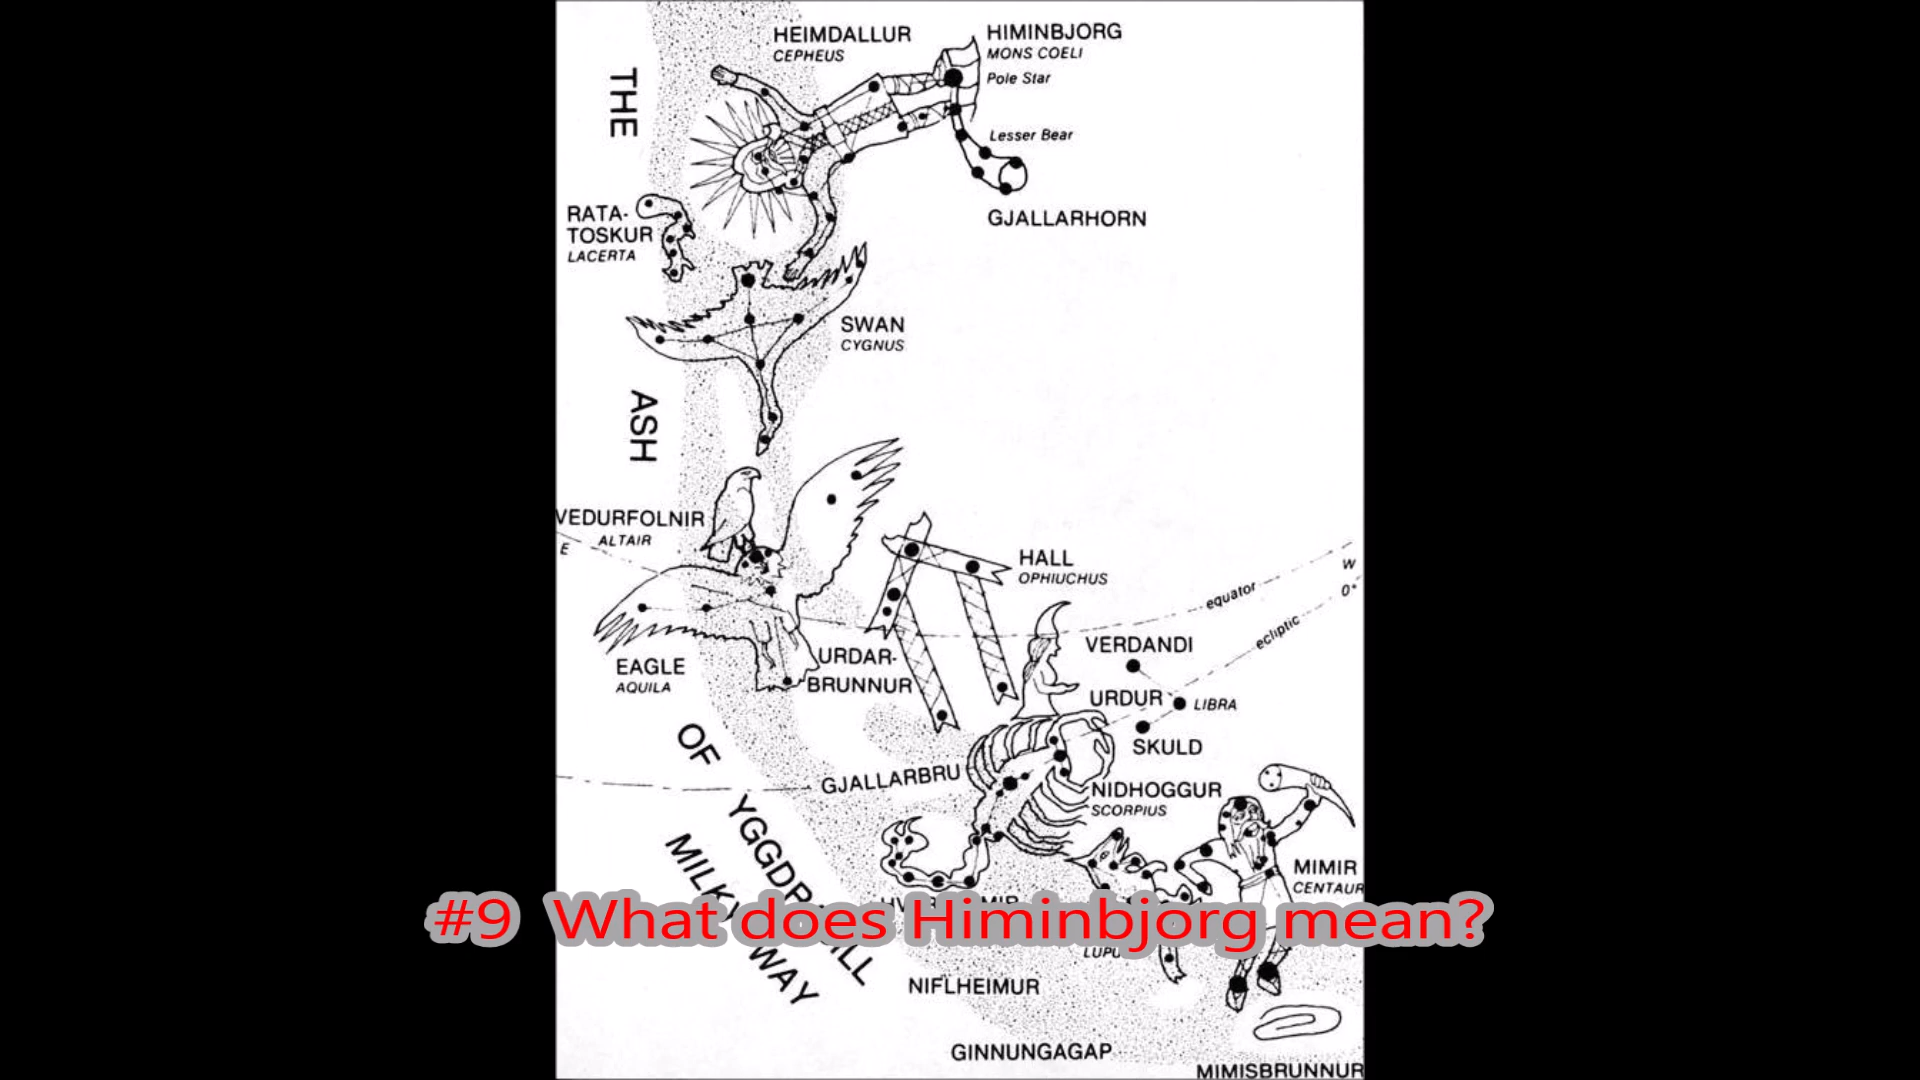 HEIMDALLUR
CEPHEUS
HIMINBJORG
MONS COELI
Pole Star
THE
Lesser Bear
RATA-
TOSKUR
LACERTA
GJALLARHORN
SWAN
CYGNUS
ASH
VEDURFOLNIR
ALTAIR
E
HALL
OPHIUCHUS
equator
W
0°
ecliptic
VERDANDI
EAGLE
AQUILA
URDAR-
BRUNNUR
URDUR
LIBRA
SKULD
OF
GJALLARBRU
NIDHOGGUR
SCORPIUS
MIMIR
CENTAUR
MILKY WAY
#9 What does Himinbjorg mean?
NIFLHEIMUR
GINNUNGAGAP
MIMISBRUNNUR